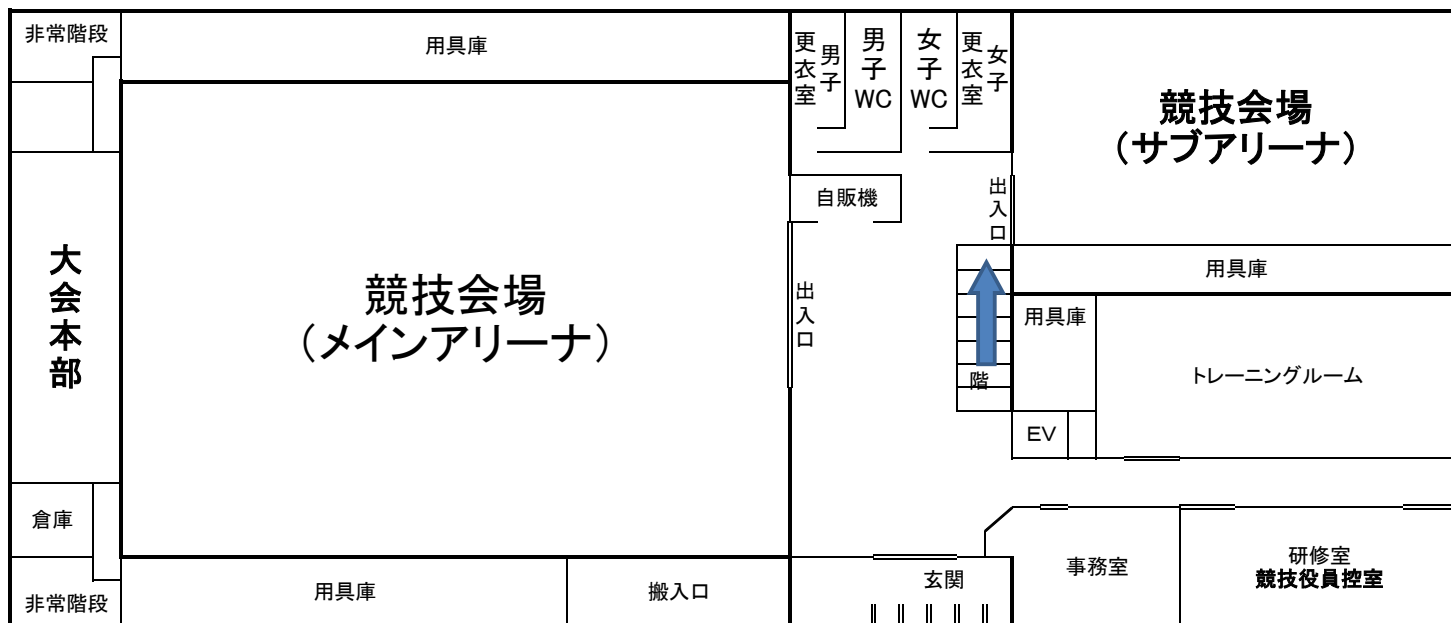 非常階段
用具庫
男子
更衣室
男子
WC
女子
WC
女子
更衣室
競技会場
（サブアリーナ）
自販機
出入口
大会本部
競技会場
（メインアリーナ）
出入口
用具庫
用具庫
トレーニングルーム
階
EV
倉庫
非常階段
用具庫
搬入口
玄関
事務室
研修室
競技役員控室